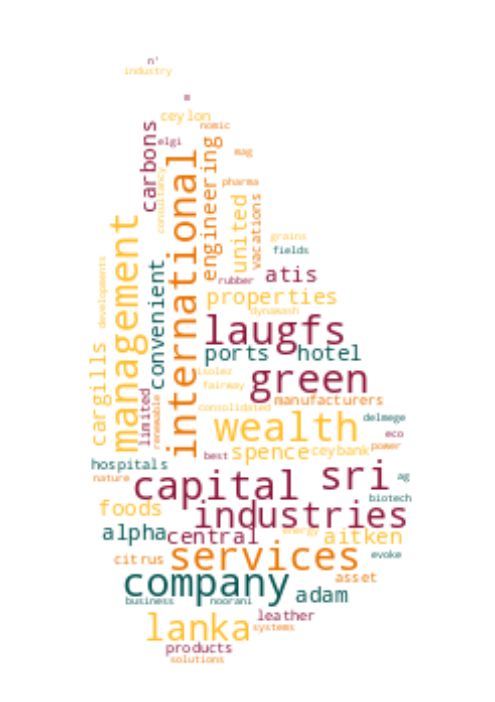 n'
industry
m
ceylon
nomic
carbons
elgi
mag
international
engineering
consultancy
pharma
united
vacations
management
grains
fields
developments
convenient
rubber
atis
properties
dynawash
laugfs
cargills
ports
hotel
isolez
green
fairway
limited
renewable
manufacturers
consolidated
wealth
delmege
eco
best
spence
ceybank
power
hospitals
nature
capital
sri
ag
biotech
foods
industries
alpha
central
energy
aitken
citrus
services
evoke
asset
company
adam
business
noorani
lanka
leather
systems
products
solutions